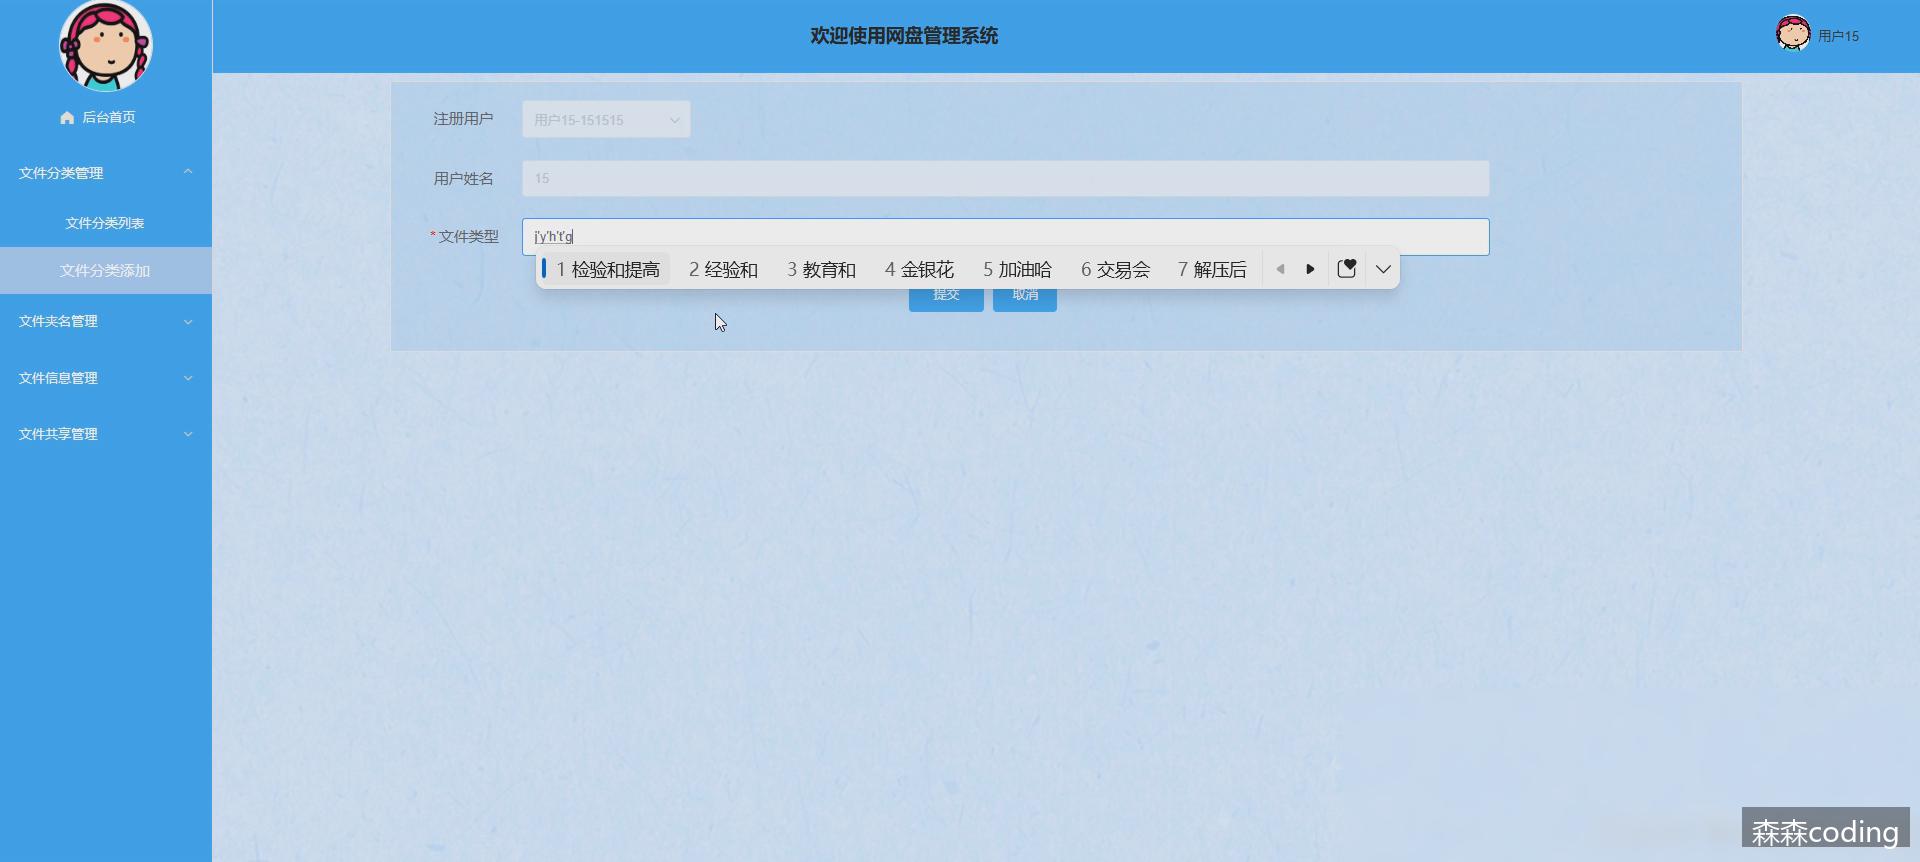 欢迎使用网盘管理系统
用户15
后台首页
文件分类管理
文件分类列表
文件分类添加
文件夹名管理
文件信息管理
文件共享管理
注册用户
用户15-151515
用户姓名
15
*文件类型
j'y'h't'g
1 检验和提高 2 经验和 3 教育和 4 金银花 5 加油哈 6 交易会 7 解压后
提交 取消
森森coding